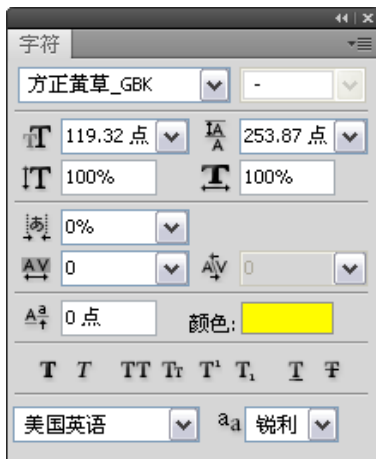 字符
方正黄草_GBK -
119.32 点 253.87 点
100% 100%
0%
0 0
0 点 颜色:
T T TT Tr T¹ T₁ T T
美国英语 aa 锐利